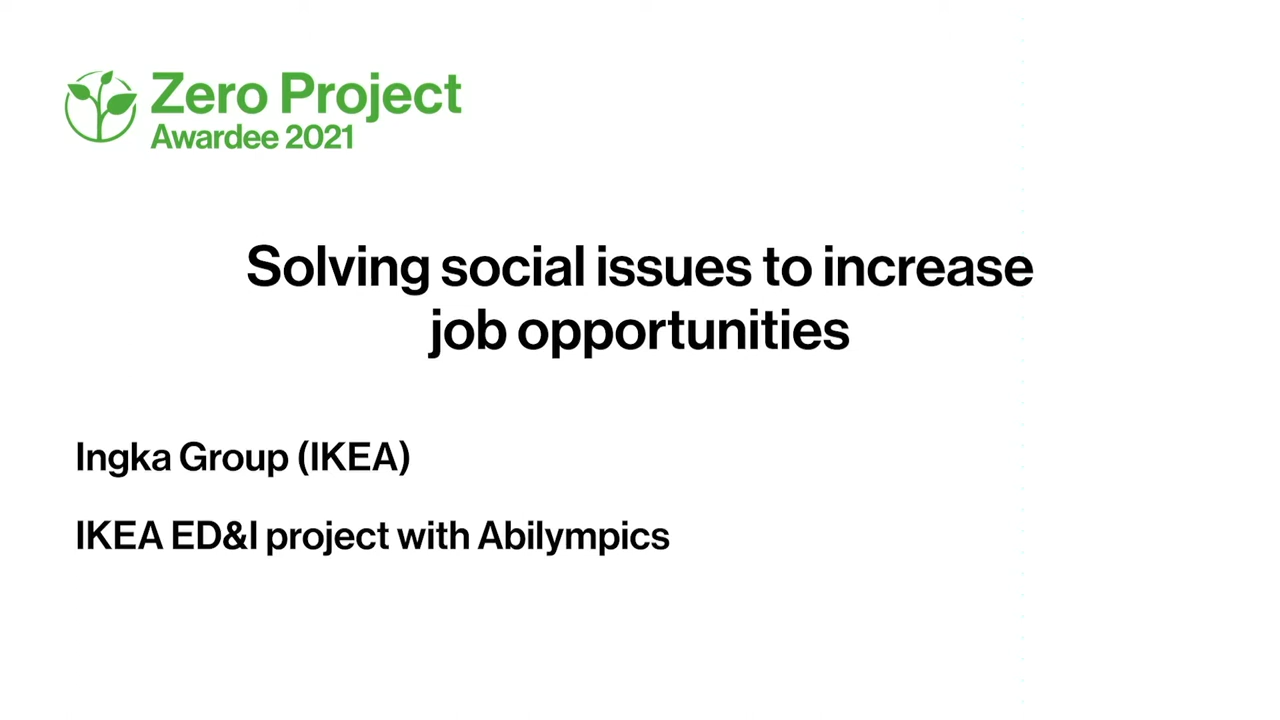 Zero Project
Awardee 2021
Solving social issues to increase
job opportunities
Ingka Group (IKEA)
IKEA ED&I project with Abilympics